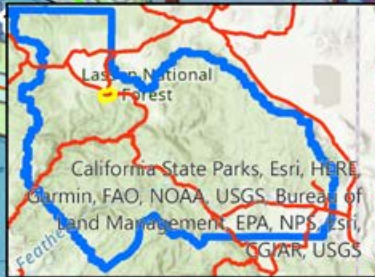 Lassen National
Forest
California State Parks, Esri, HERE,
Garmin, FAO, NOAA, USGS, Bureau of
Land Management, EPA, NPS, Esri,
CGIAR, USGS
Feathe